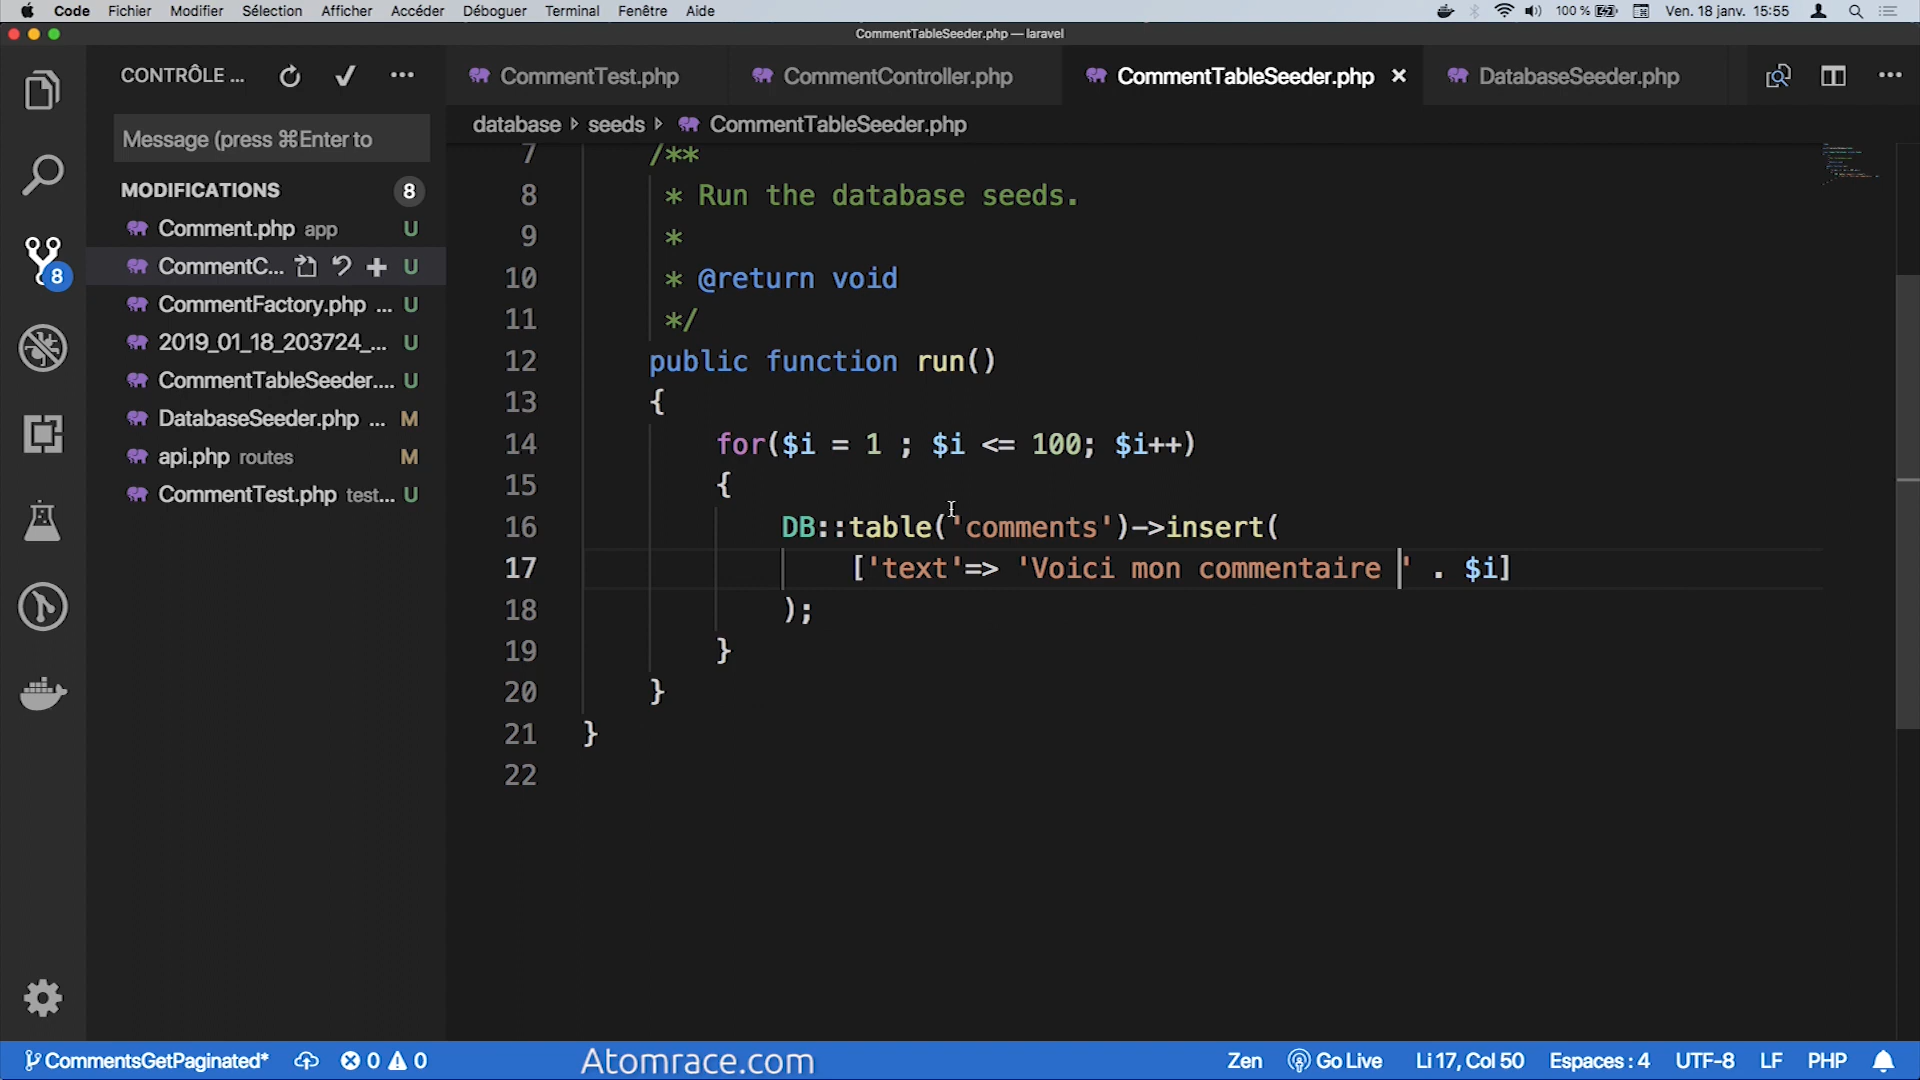 Code Fichier Modifier Sélection Afficher Accéder Déboguer Terminal Fenêtre Aide 100 % Ven. 18 janv. 15:55
CommentTableSeeder.php — laravel
CONTRÔLE ...
CommentTest.php CommentController.php CommentTableSeeder.php DatabaseSeeder.php
database seeds CommentTableSeeder.php
Message (press ⌘Enter to
MODIFICATIONS 8
Comment.php app U
CommentC... U
CommentFactory.php ... U
2019_01_18_203724_... U
CommentTableSeeder.... U
DatabaseSeeder.php ... M
api.php routes M
CommentTest.php test... U
8
7 /**
8 * Run the database seeds.
9 *
10 * @return void
11 */
12 public function run()
13 {
14 for($i = 1 ; $i <= 100; $i++)
15 {
16 DB::table('comments')->insert(
17 ['text'=> 'Voici mon commentaire ' . $i]
18 );
19 }
20 }
21 }
22
CommentsGetPaginated* 0 0 Atomrace.com Zen Go Live Li 17, Col 50 Espaces : 4 UTF-8 LF PHP